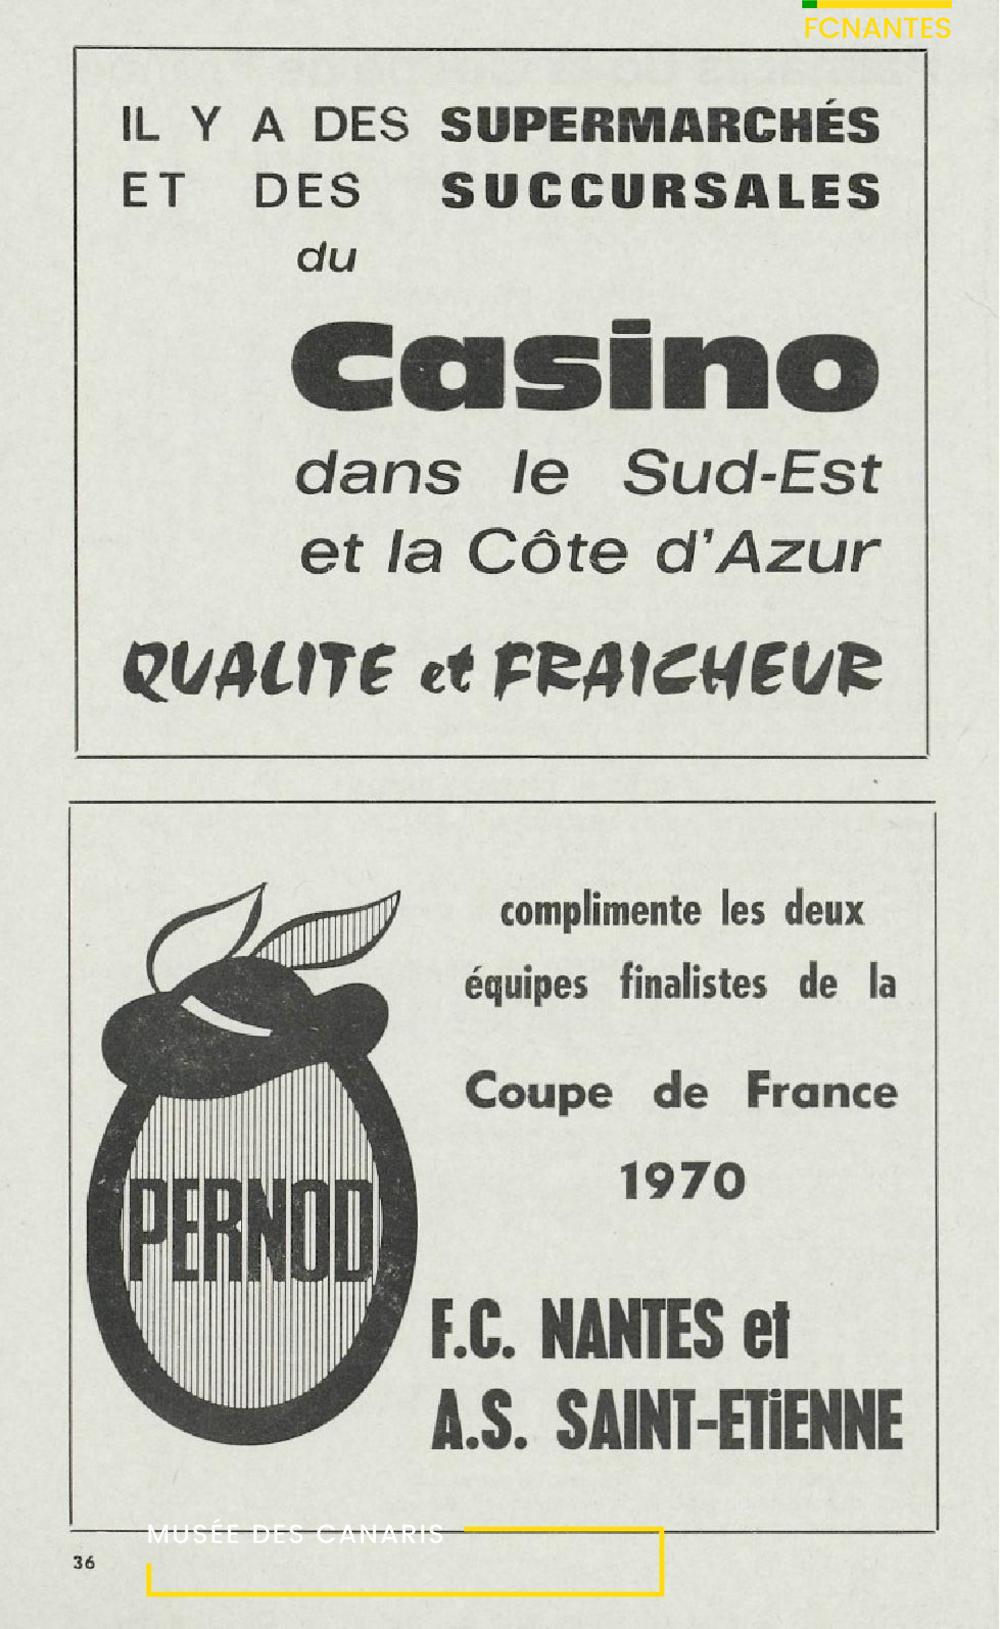 FCNANTES
IL Y A DES SUPERMARCHÉS
ET DES SUCCURSALES
du
Casino
dans le Sud-Est
et la Côte d'Azur
QUALITE et FRAICHEUR
complimente les deux
équipes finalistes de la
Coupe de France
1970
PERNOD
F.C. NANTES et
A.S. SAINT-ETiENNE
MUSÉE DES CANARIS
36